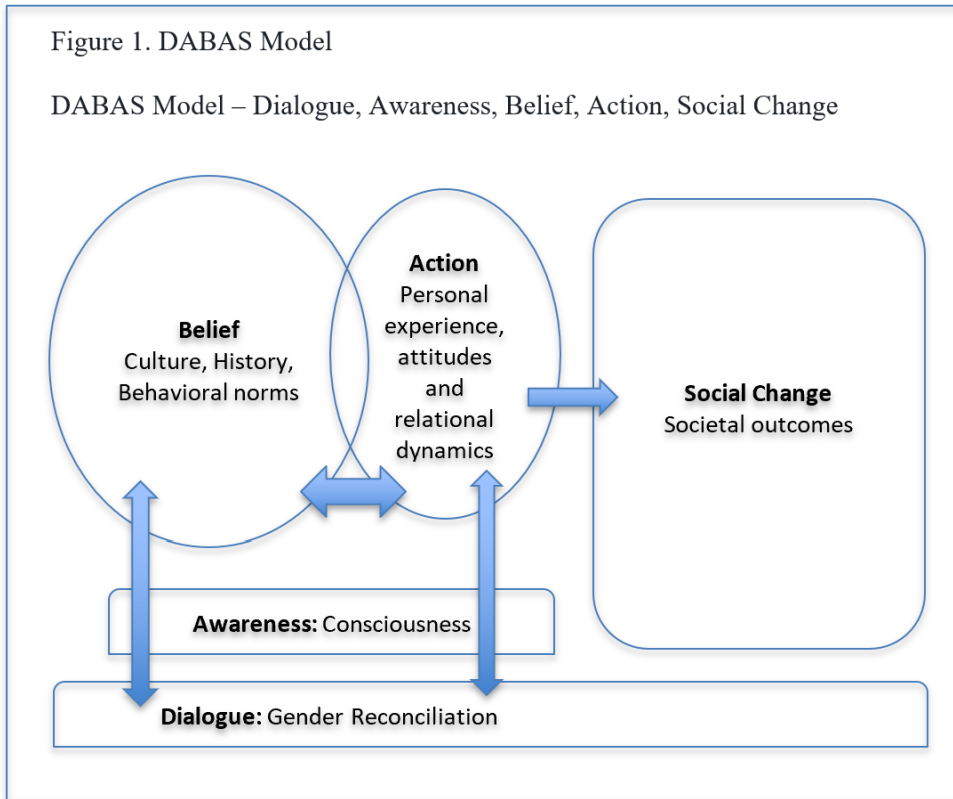 Figure 1. DABAS Model
DABAS Model – Dialogue, Awareness, Belief, Action, Social Change
Belief
Culture, History,
Behavioral norms
Action
Personal
experience,
attitudes
and
relational
dynamics
Social Change
Societal outcomes
Awareness: Consciousness
Dialogue: Gender Reconciliation